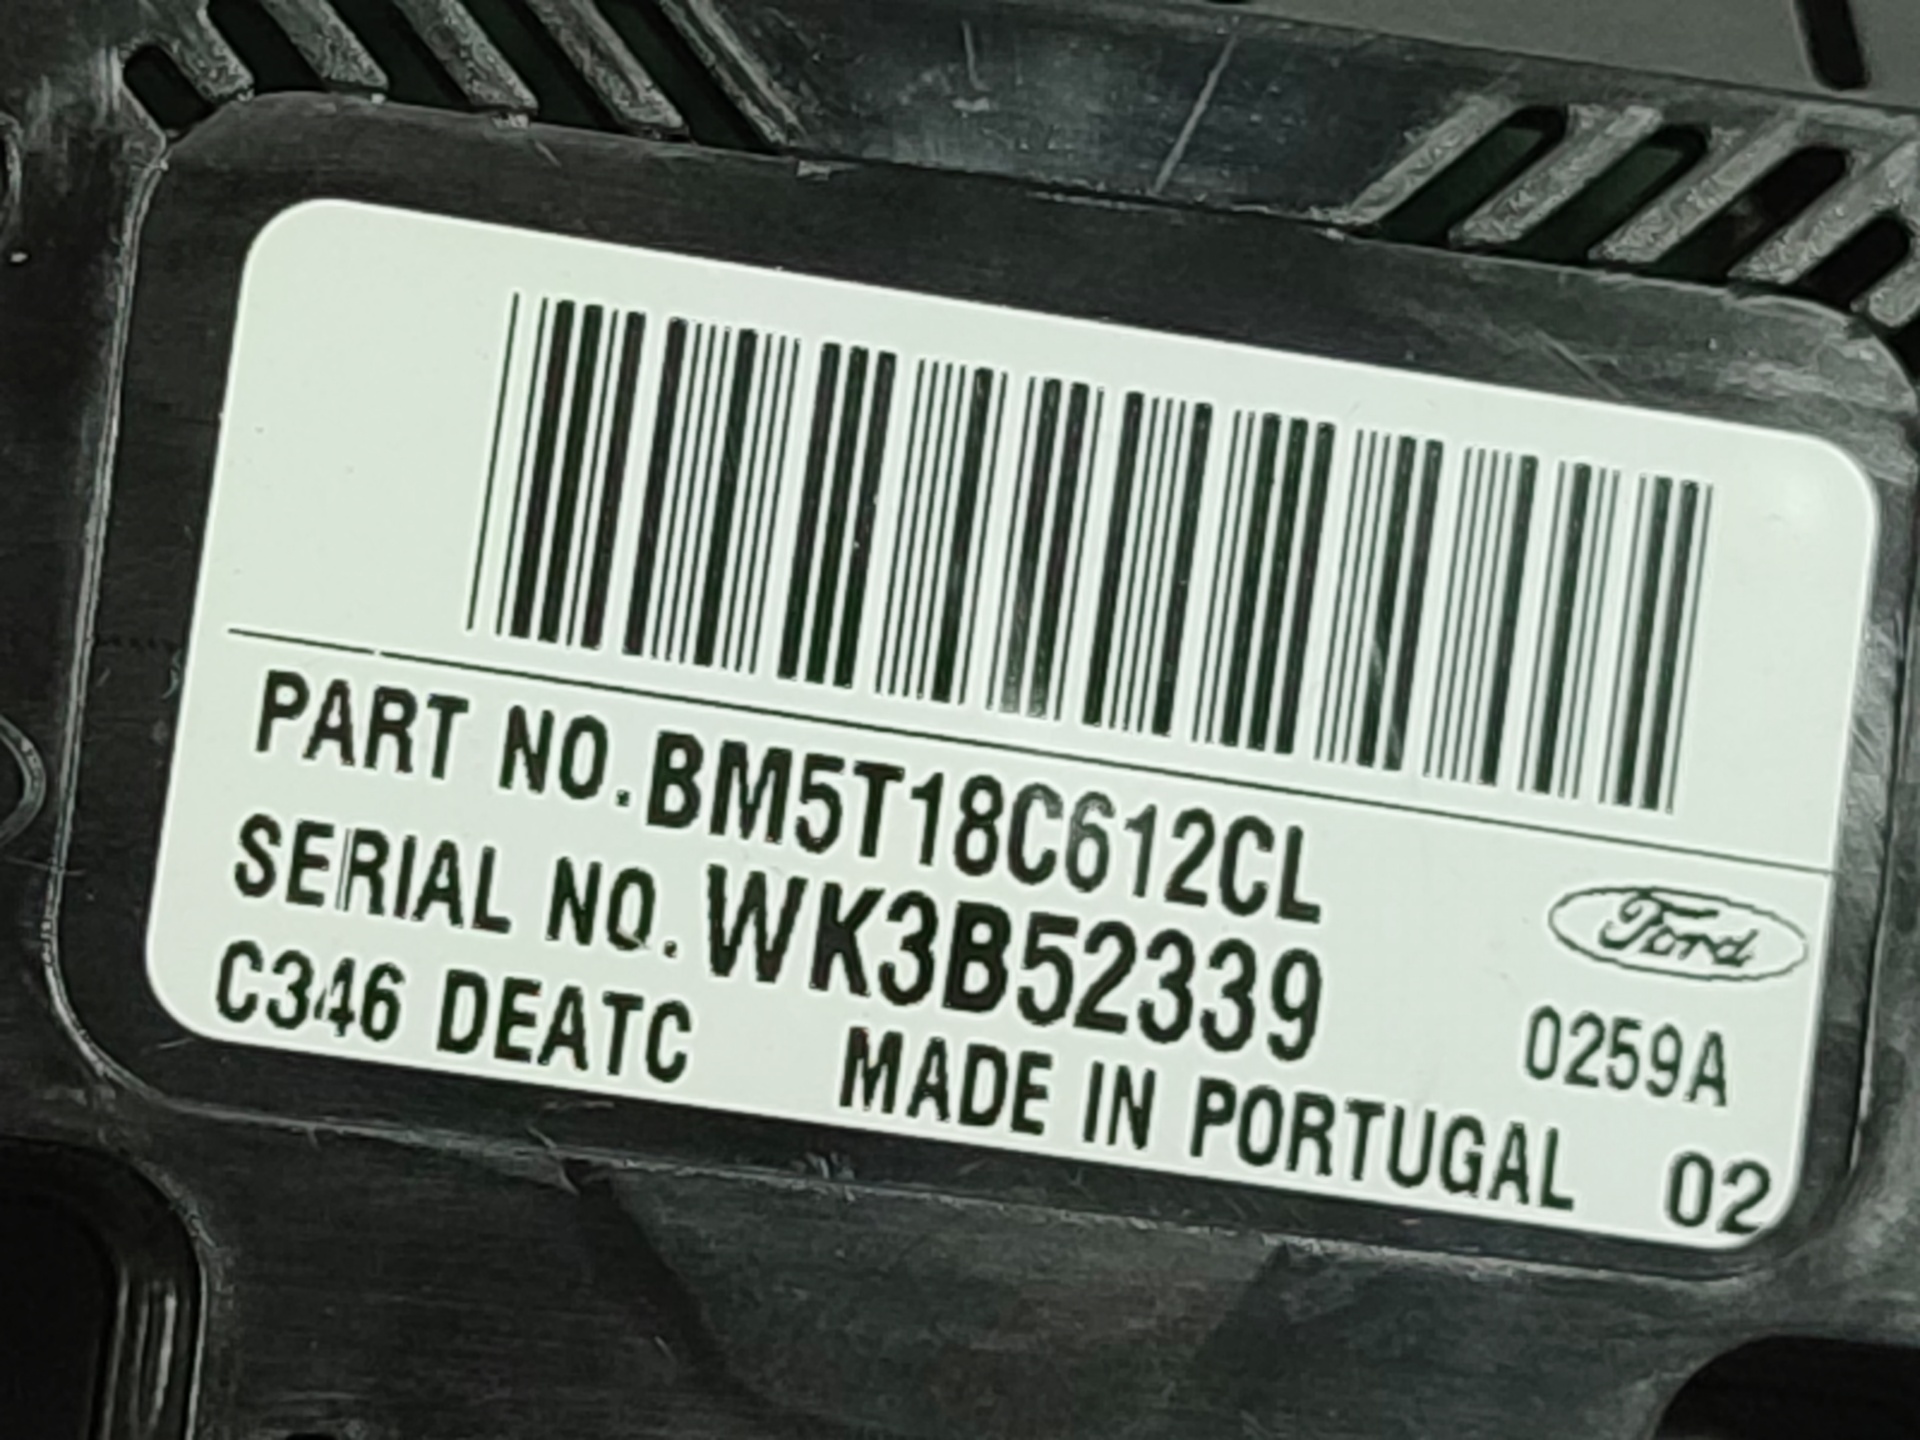 PART NO. BM5T18C612CL
SERIAL NO. WK3B52339
Ford
C346 DEATC
0259A
MADE IN PORTUGAL 02